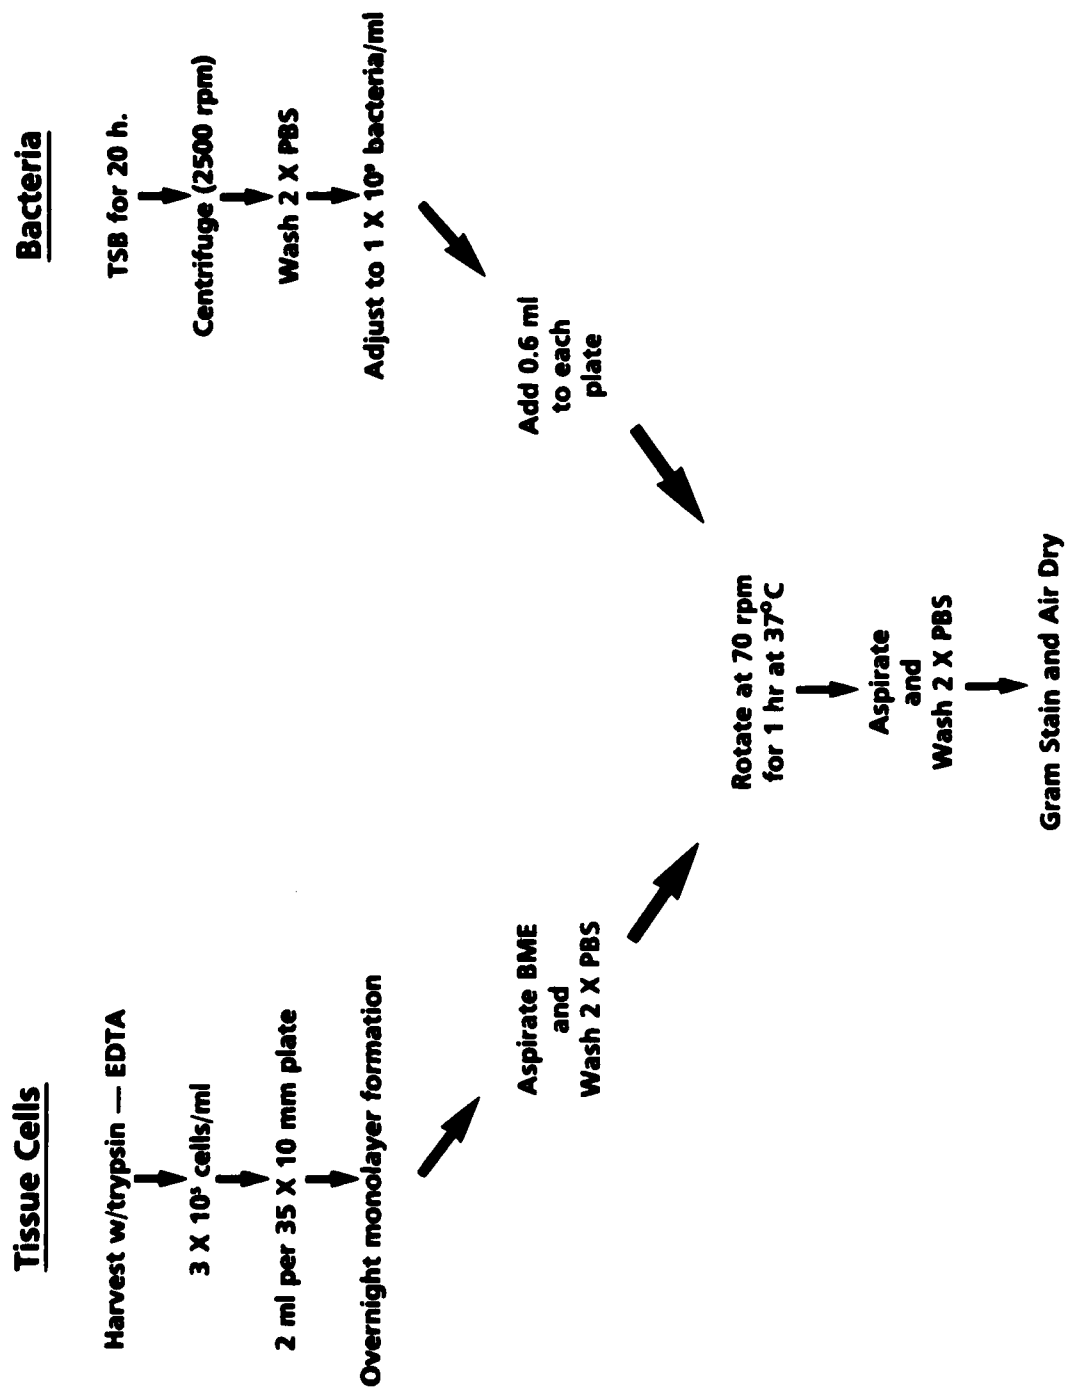 Tissue Cells
Harvest w/trypsin — EDTA
3 X 10⁵ cells/ml
2 ml per 35 X 10 mm plate
Overnight monolayer formation
Aspirate BME
and
Wash 2 X PBS
Bacteria
TSB for 20 h.
Centrifuge (2500 rpm)
Wash 2 X PBS
Adjust to 1 X 10⁹ bacteria/ml
Add 0.6 ml
to each
plate
Rotate at 70 rpm
for 1 hr at 37°C
Aspirate
and
Wash 2 X PBS
Gram Stain and Air Dry